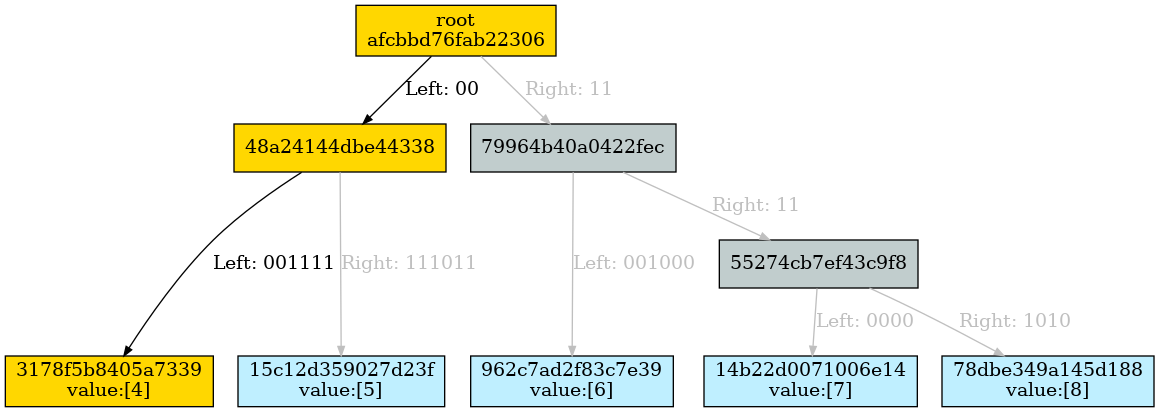 root
afcbbd76fab22306
Left: 00
Right: 11
48a24144dbe44338
79964b40a0422fec
Right: 11
Left: 001111
Right: 111011
Left: 001000
55274cb7ef43c9f8
Left: 0000
Right: 1010
3178f5b8405a7339
value:[4]
15c12d359027d23f
value:[5]
962c7ad2f83c7e39
value:[6]
14b22d0071006e14
value:[7]
78dbe349a145d188
value:[8]